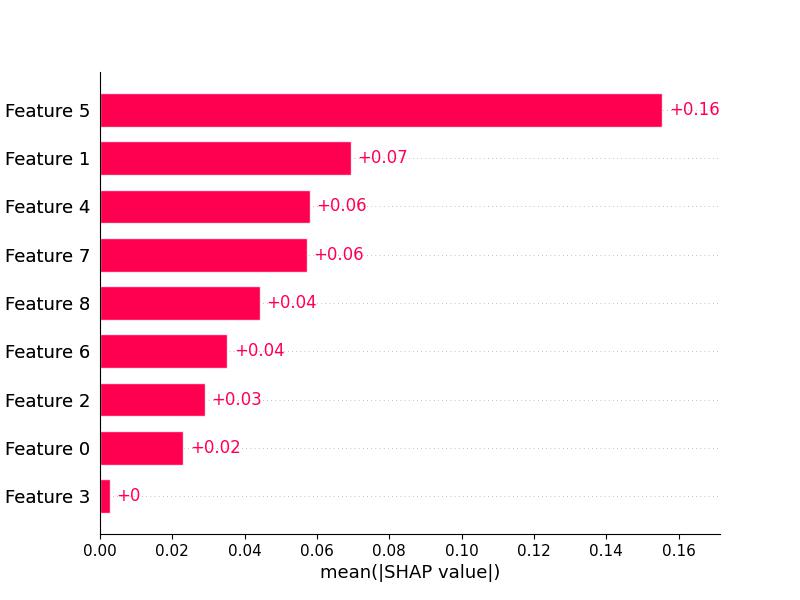 Feature 5 +0.16
Feature 1 +0.07
Feature 4 +0.06
Feature 7 +0.06
Feature 8 +0.04
Feature 6 +0.04
Feature 2 +0.03
Feature 0 +0.02
Feature 3 +0
0.00 0.02 0.04 0.06 0.08 0.10 0.12 0.14 0.16
mean(|SHAP value|)